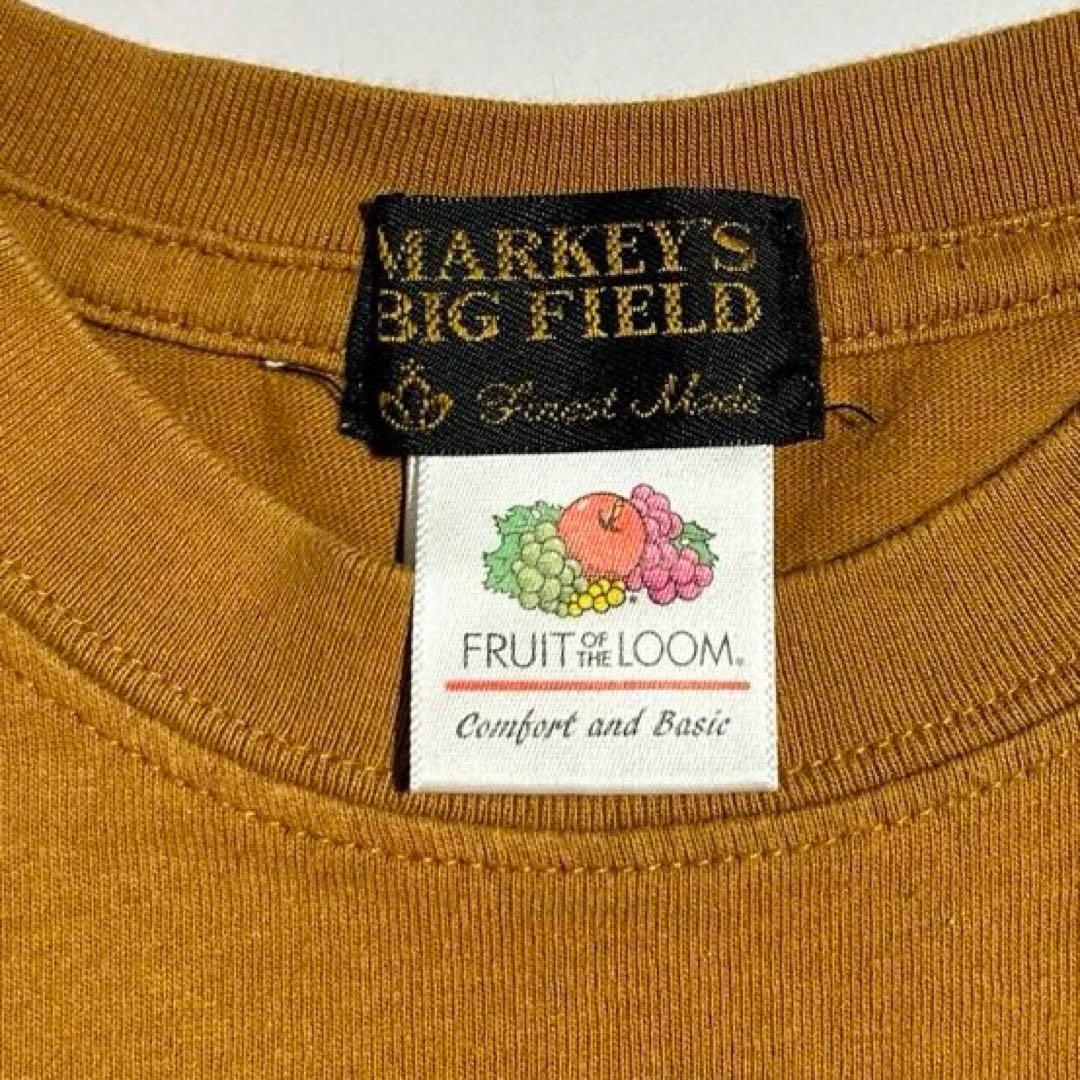 MARKEY'S
BIG FIELD
Finest Made
FRUIT OF THE LOOM®
Comfort and Basic